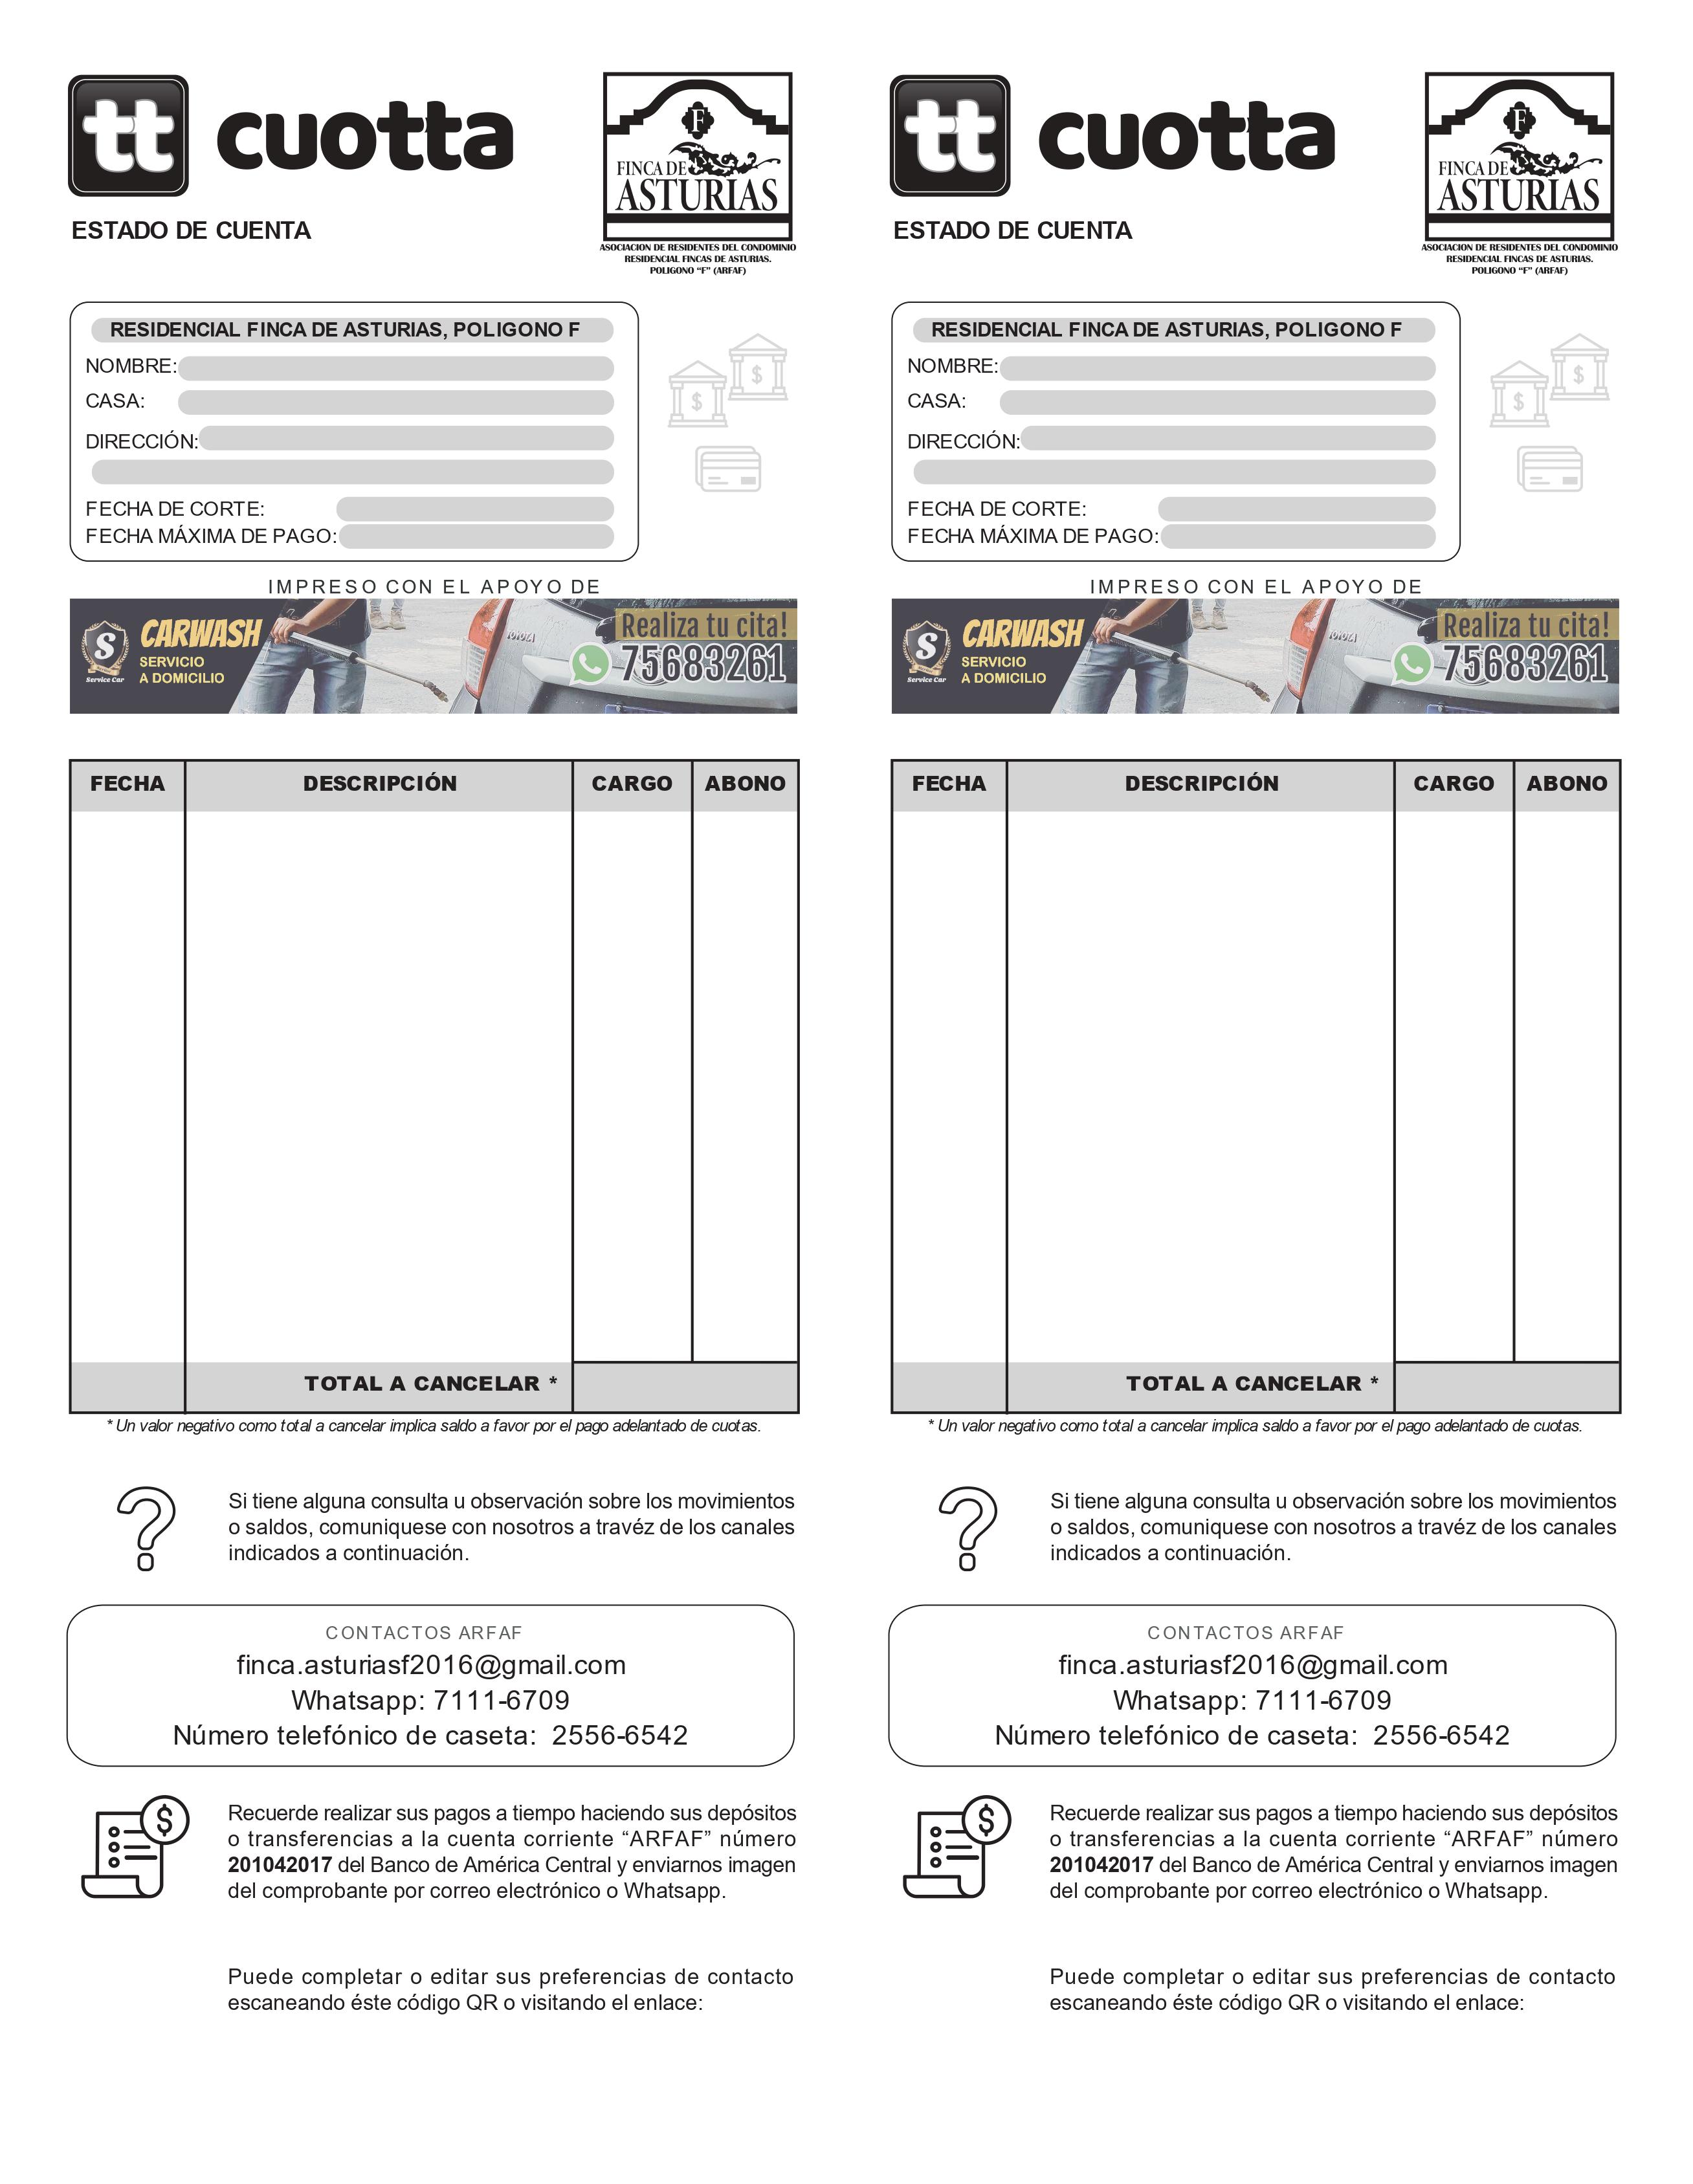 tt cuotta
F
FINCA DE
ASTURIAS
ESTADO DE CUENTA
ASOCIACION DE RESIDENTES DEL CONDOMINIO
RESIDENCIAL FINCAS DE ASTURIAS.
POLIGONO “F” (ARFAF)
RESIDENCIAL FINCA DE ASTURIAS, POLIGONO F
NOMBRE:
CASA:
$
$
DIRECCIÓN:
FECHA DE CORTE:
FECHA MÁXIMA DE PAGO:
IMPRESO CON EL APOYO DE
S
Service Car
CARWASH
SERVICIO
A DOMICILIO
TOYOTA
Realiza tu cita!
75683261
FECHA DESCRIPCIÓN CARGO ABONO
TOTAL A CANCELAR *
* Un valor negativo como total a cancelar implica saldo a favor por el pago adelantado de cuotas.
?
Si tiene alguna consulta u observación sobre los movimientos
o saldos, comuniquese con nosotros a travéz de los canales
indicados a continuación.
CONTACTOS ARFAF
finca.asturiasf2016@gmail.com
Whatsapp: 7111-6709
Número telefónico de caseta: 2556-6542
$
Recuerde realizar sus pagos a tiempo haciendo sus depósitos
o transferencias a la cuenta corriente “ARFAF” número
201042017 del Banco de América Central y enviarnos imagen
del comprobante por correo electrónico o Whatsapp.
Puede completar o editar sus preferencias de contacto
escaneando éste código QR o visitando el enlace:
tt cuotta
F
FINCA DE
ASTURIAS
ESTADO DE CUENTA
ASOCIACION DE RESIDENTES DEL CONDOMINIO
RESIDENCIAL FINCAS DE ASTURIAS.
POLIGONO “F” (ARFAF)
RESIDENCIAL FINCA DE ASTURIAS, POLIGONO F
NOMBRE:
CASA:
$
$
DIRECCIÓN:
FECHA DE CORTE:
FECHA MÁXIMA DE PAGO:
IMPRESO CON EL APOYO DE
S
Service Car
CARWASH
SERVICIO
A DOMICILIO
TOYOTA
Realiza tu cita!
75683261
FECHA DESCRIPCIÓN CARGO ABONO
TOTAL A CANCELAR *
* Un valor negativo como total a cancelar implica saldo a favor por el pago adelantado de cuotas.
?
Si tiene alguna consulta u observación sobre los movimientos
o saldos, comuniquese con nosotros a travéz de los canales
indicados a continuación.
CONTACTOS ARFAF
finca.asturiasf2016@gmail.com
Whatsapp: 7111-6709
Número telefónico de caseta: 2556-6542
$
Recuerde realizar sus pagos a tiempo haciendo sus depósitos
o transferencias a la cuenta corriente “ARFAF” número
201042017 del Banco de América Central y enviarnos imagen
del comprobante por correo electrónico o Whatsapp.
Puede completar o editar sus preferencias de contacto
escaneando éste código QR o visitando el enlace: